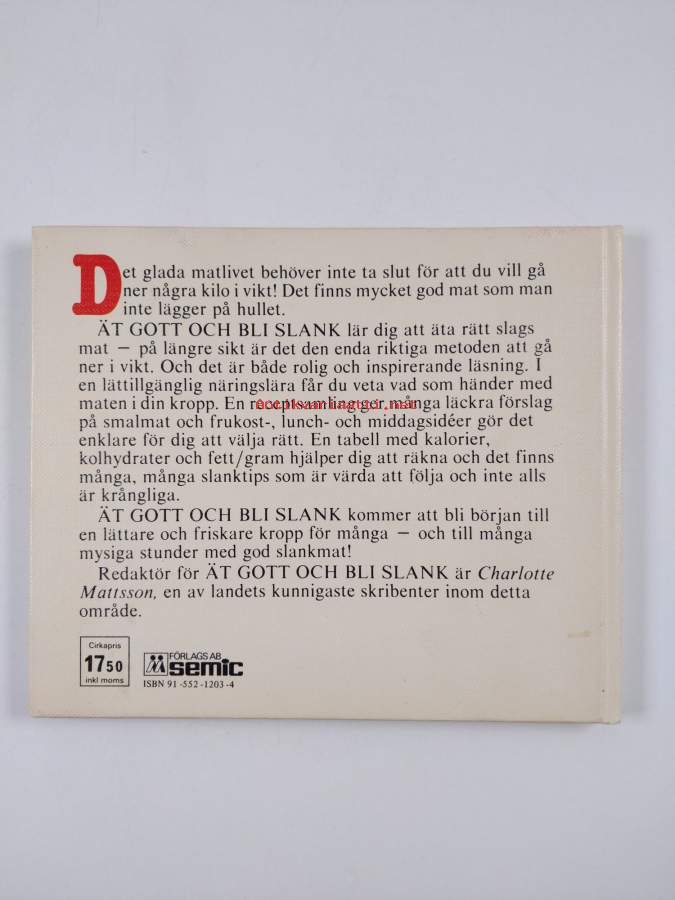 Det glada matlivet behöver inte ta slut för att du vill gå
ner några kilo i vikt! Det finns mycket god mat som man
inte lägger på hullet.
ÄT GOTT OCH BLI SLANK lär dig att äta rätt slags
mat — på längre sikt är det den enda riktiga metoden att gå
ner i vikt. Och det är både rolig och inspirerande läsning. I
en lättillgänglig näringslära får du veta vad som händer med
maten i din kropp. En receptsamling ger många läckra förslag
på smalmat och frukost-, lunch- och middagsidéer gör det
enklare för dig att välja rätt. En tabell med kalorier,
kolhydrater och fett/gram hjälper dig att räkna och det finns
många, många slanktips som är värda att följa och inte alls
är krångliga.
ÄT GOTT OCH BLI SLANK kommer att bli början till
en lättare och friskare kropp för många — och till många
mysiga stunder med god slankmat!
Redaktör för ÄT GOTT OCH BLI SLANK är Charlotte
Mattsson, en av landets kunnigaste skribenter inom detta
område.
Cirkapris
17 50
inkl moms
FÖRLAGS AB
semic
ISBN 91-552-1203-4